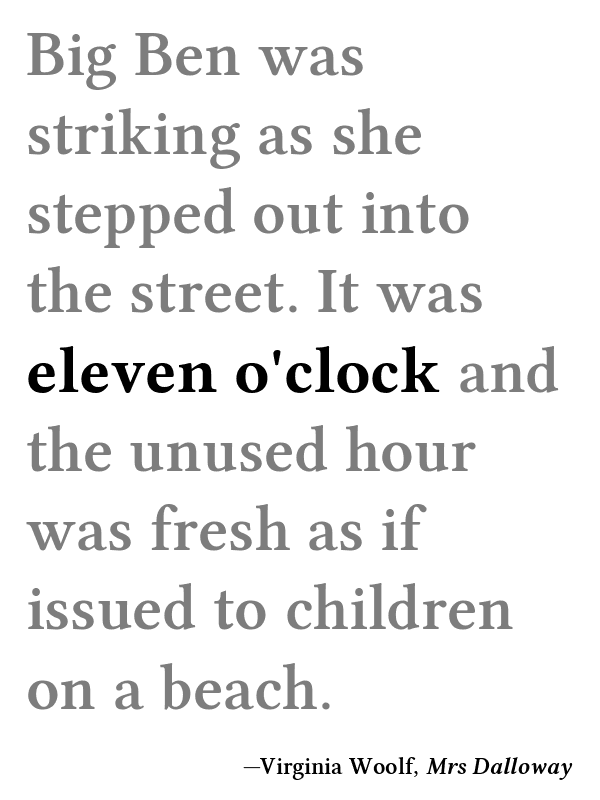 Big Ben was
striking as she
stepped out into
the street. It was
eleven o'clock and
the unused hour
was fresh as if
issued to children
on a beach.
—Virginia Woolf, Mrs Dalloway